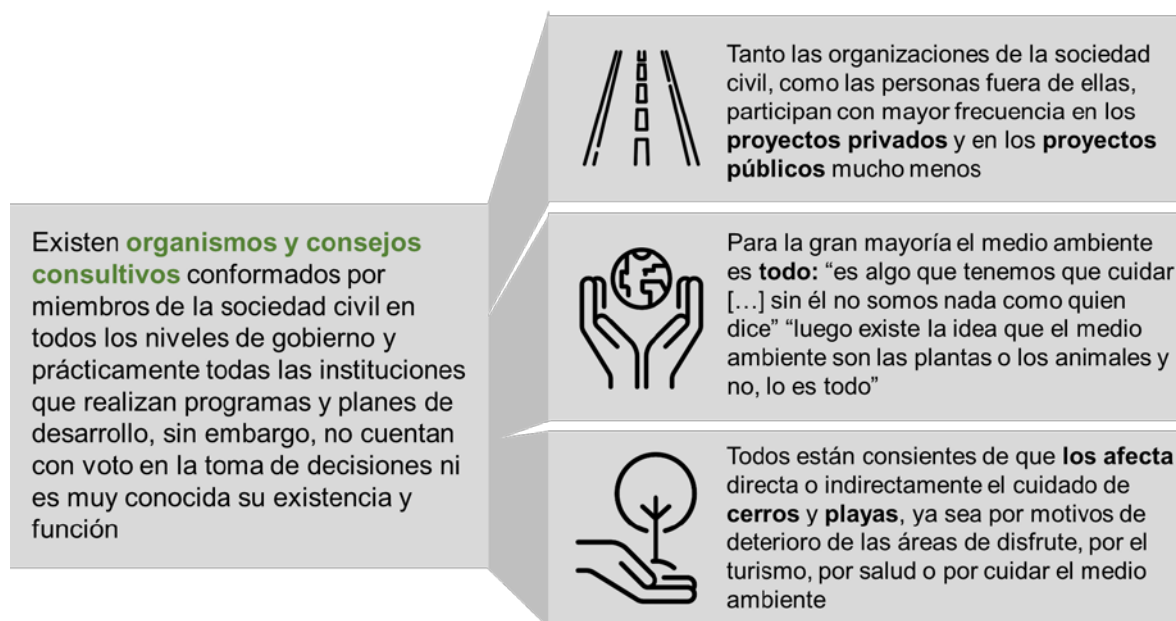 Existen organismos y consejos
consultivos conformados por
miembros de la sociedad civil en
todos los niveles de gobierno y
prácticamente todas las instituciones
que realizan programas y planes de
desarrollo, sin embargo, no cuentan
con voto en la toma de decisiones ni
es muy conocida su existencia y
función
Tanto las organizaciones de la sociedad
civil, como las personas fuera de ellas,
participan con mayor frecuencia en los
proyectos privados y en los proyectos
públicos mucho menos
Para la gran mayoría el medio ambiente
es todo: “es algo que tenemos que cuidar
[…] sin él no somos nada como quien
dice” “luego existe la idea que el medio
ambiente son las plantas o los animales y
no, lo es todo”
Todos están consientes de que los afecta
directa o indirectamente el cuidado de
cerros y playas, ya sea por motivos de
deterioro de las áreas de disfrute, por el
turismo, por salud o por cuidar el medio
ambiente